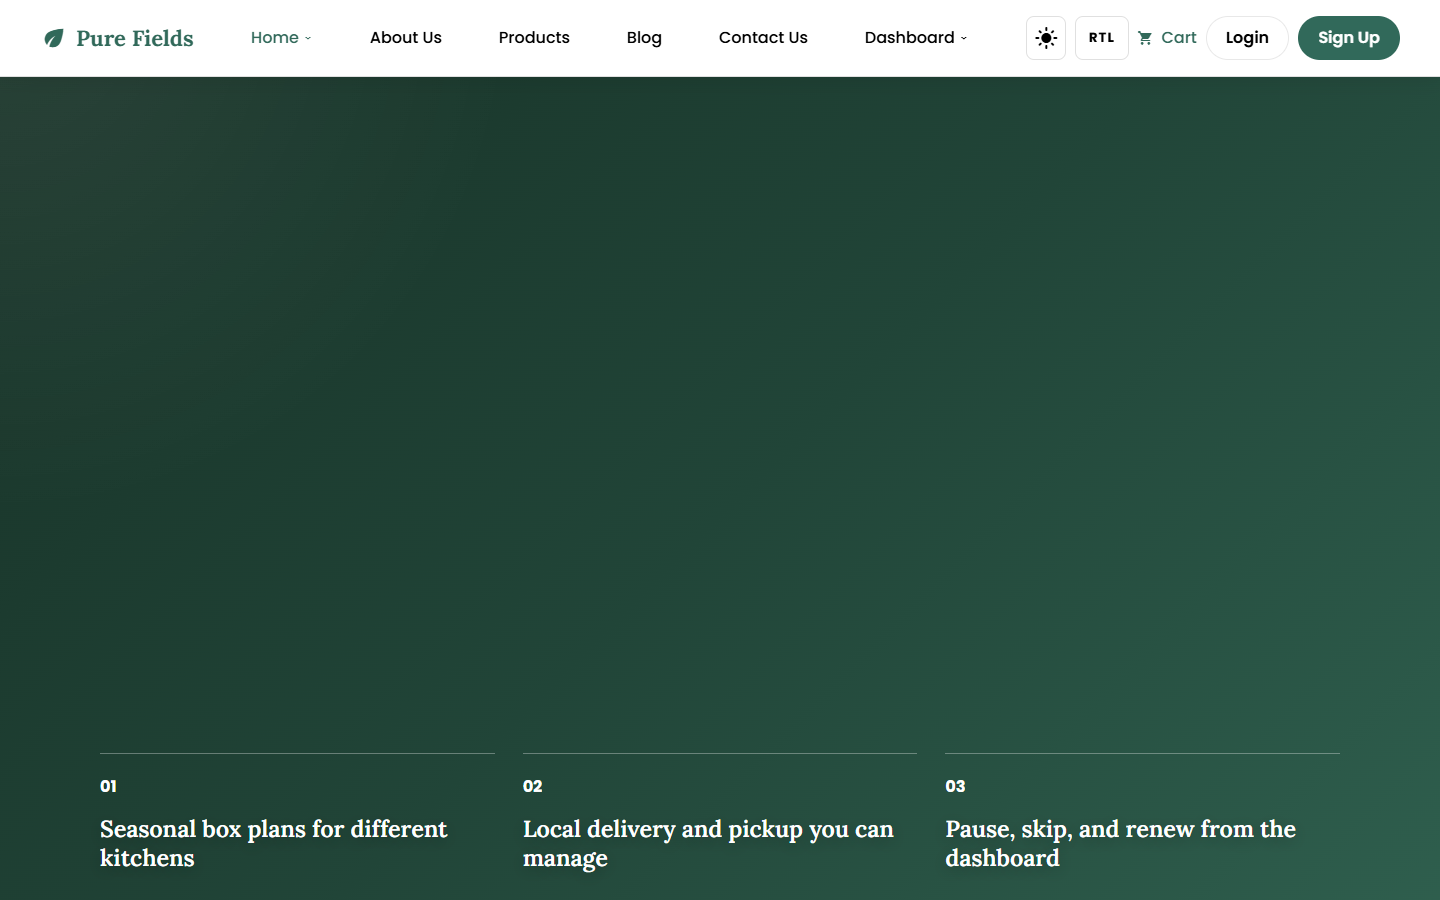 Pure Fields
Home
About Us
Products
Blog
Contact Us
Dashboard
RTL
Cart
Login
Sign Up
01
Seasonal box plans for different
kitchens
02
Local delivery and pickup you can
manage
03
Pause, skip, and renew from the
dashboard